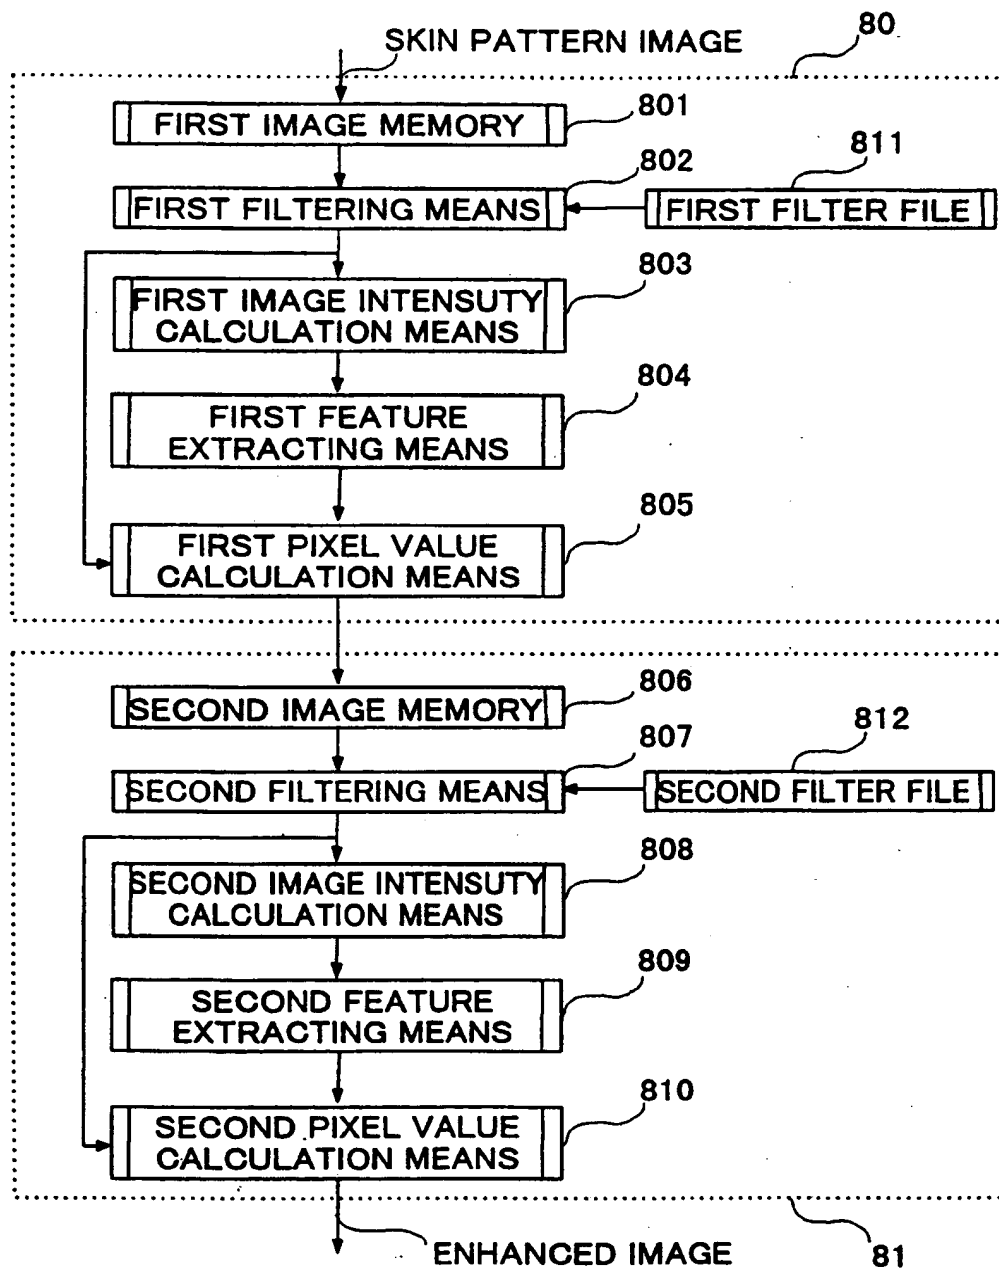 SKIN PATTERN IMAGE
80
FIRST IMAGE MEMORY
801
FIRST FILTERING MEANS
802
FIRST FILTER FILE
811
FIRST IMAGE INTENSUTY
CALCULATION MEANS
803
FIRST FEATURE
EXTRACTING MEANS
804
FIRST PIXEL VALUE
CALCULATION MEANS
805
SECOND IMAGE MEMORY
806
SECOND FILTERING MEANS
807
SECOND FILTER FILE
812
SECOND IMAGE INTENSUTY
CALCULATION MEANS
808
SECOND FEATURE
EXTRACTING MEANS
809
SECOND PIXEL VALUE
CALCULATION MEANS
810
ENHANCED IMAGE
81